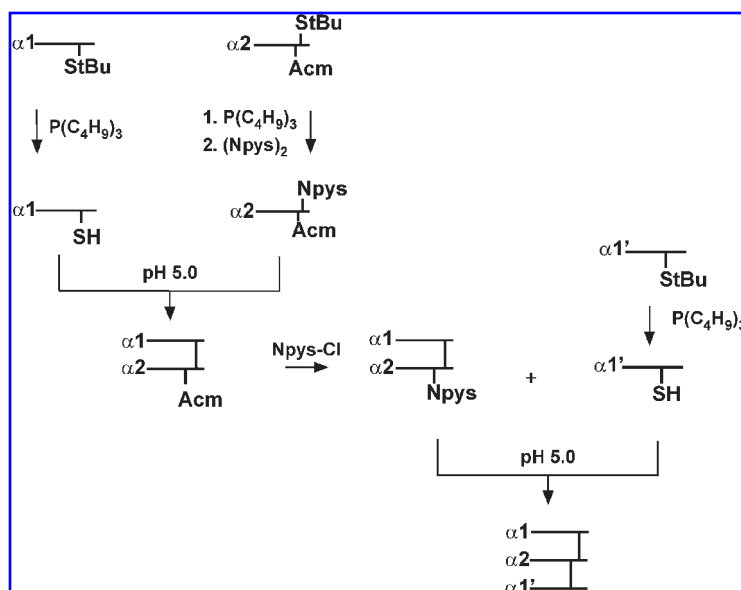 α1
StBu
P(C₄H₉)₃
α1
SH
StBu
α2
Acm
1. P(C₄H₉)₃
2. (Npys)₂
Npys
α2
Acm
pH 5.0
α1
α2
Acm
Npys-Cl
α1
α2
Npys
+
α1'
StBu
P(C₄H₉)₃
α1'
SH
pH 5.0
α1
α2
α1'